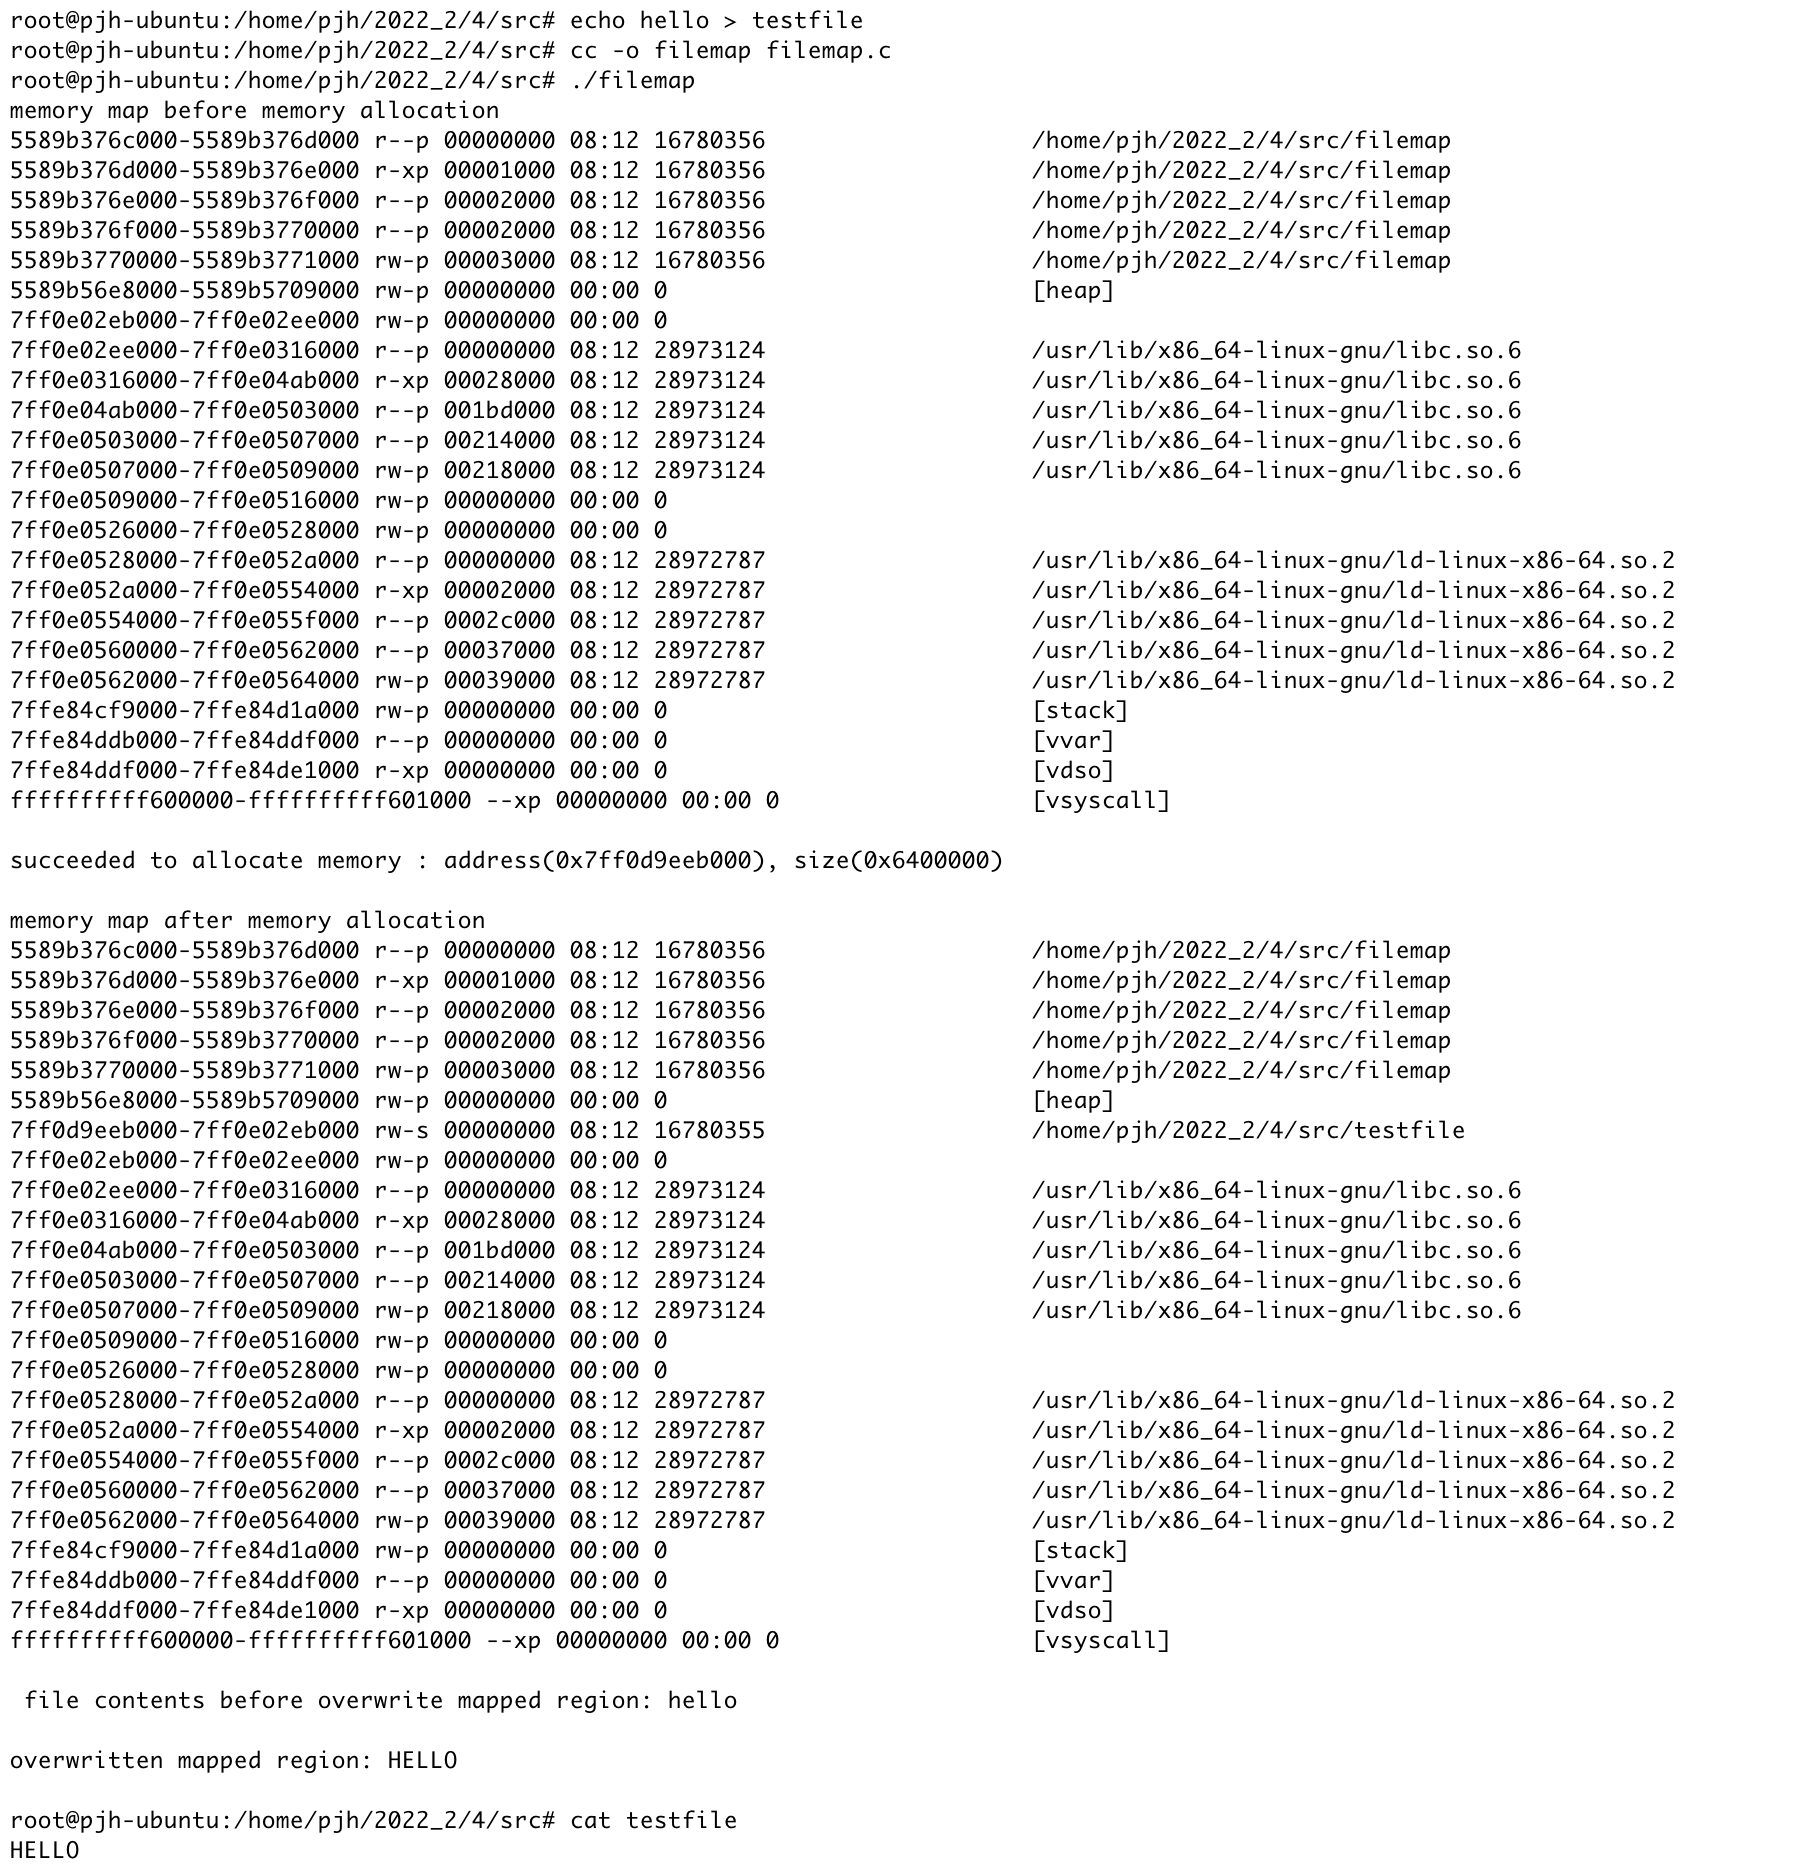 root@pjh-ubuntu:/home/pjh/2022_2/4/src# echo hello > testfile
root@pjh-ubuntu:/home/pjh/2022_2/4/src# cc -o filemap filemap.c
root@pjh-ubuntu:/home/pjh/2022_2/4/src# ./filemap
memory map before memory allocation
5589b376c000-5589b376d000 r--p 00000000 08:12 16780356                   /home/pjh/2022_2/4/src/filemap
5589b376d000-5589b376e000 r-xp 00001000 08:12 16780356                   /home/pjh/2022_2/4/src/filemap
5589b376e000-5589b376f000 r--p 00002000 08:12 16780356                   /home/pjh/2022_2/4/src/filemap
5589b376f000-5589b3770000 r--p 00002000 08:12 16780356                   /home/pjh/2022_2/4/src/filemap
5589b3770000-5589b3771000 rw-p 00003000 08:12 16780356                   /home/pjh/2022_2/4/src/filemap
5589b56e8000-5589b5709000 rw-p 00000000 00:00 0                          [heap]
7ff0e02eb000-7ff0e02ee000 rw-p 00000000 00:00 0
7ff0e02ee000-7ff0e0316000 r--p 00000000 08:12 28973124                   /usr/lib/x86_64-linux-gnu/libc.so.6
7ff0e0316000-7ff0e04ab000 r-xp 00028000 08:12 28973124                   /usr/lib/x86_64-linux-gnu/libc.so.6
7ff0e04ab000-7ff0e0503000 r--p 001bd000 08:12 28973124                   /usr/lib/x86_64-linux-gnu/libc.so.6
7ff0e0503000-7ff0e0507000 r--p 00214000 08:12 28973124                   /usr/lib/x86_64-linux-gnu/libc.so.6
7ff0e0507000-7ff0e0509000 rw-p 00218000 08:12 28973124                   /usr/lib/x86_64-linux-gnu/libc.so.6
7ff0e0509000-7ff0e0516000 rw-p 00000000 00:00 0
7ff0e0526000-7ff0e0528000 rw-p 00000000 00:00 0
7ff0e0528000-7ff0e052a000 r--p 00000000 08:12 28972787                   /usr/lib/x86_64-linux-gnu/ld-linux-x86-64.so.2
7ff0e052a000-7ff0e0554000 r-xp 00002000 08:12 28972787                   /usr/lib/x86_64-linux-gnu/ld-linux-x86-64.so.2
7ff0e0554000-7ff0e055f000 r--p 0002c000 08:12 28972787                   /usr/lib/x86_64-linux-gnu/ld-linux-x86-64.so.2
7ff0e0560000-7ff0e0562000 r--p 00037000 08:12 28972787                   /usr/lib/x86_64-linux-gnu/ld-linux-x86-64.so.2
7ff0e0562000-7ff0e0564000 rw-p 00039000 08:12 28972787                   /usr/lib/x86_64-linux-gnu/ld-linux-x86-64.so.2
7ffe84cf9000-7ffe84d1a000 rw-p 00000000 00:00 0                          [stack]
7ffe84ddb000-7ffe84ddf000 r--p 00000000 00:00 0                          [vvar]
7ffe84ddf000-7ffe84de1000 r-xp 00000000 00:00 0                          [vdso]
ffffffffff600000-ffffffffff601000 --xp 00000000 00:00 0                  [vsyscall]

succeeded to allocate memory : address(0x7ff0d9eeb000), size(0x6400000)

memory map after memory allocation
5589b376c000-5589b376d000 r--p 00000000 08:12 16780356                   /home/pjh/2022_2/4/src/filemap
5589b376d000-5589b376e000 r-xp 00001000 08:12 16780356                   /home/pjh/2022_2/4/src/filemap
5589b376e000-5589b376f000 r--p 00002000 08:12 16780356                   /home/pjh/2022_2/4/src/filemap
5589b376f000-5589b3770000 r--p 00002000 08:12 16780356                   /home/pjh/2022_2/4/src/filemap
5589b3770000-5589b3771000 rw-p 00003000 08:12 16780356                   /home/pjh/2022_2/4/src/filemap
5589b56e8000-5589b5709000 rw-p 00000000 00:00 0                          [heap]
7ff0d9eeb000-7ff0e02eb000 rw-s 00000000 08:12 16780355                   /home/pjh/2022_2/4/src/testfile
7ff0e02eb000-7ff0e02ee000 rw-p 00000000 00:00 0
7ff0e02ee000-7ff0e0316000 r--p 00000000 08:12 28973124                   /usr/lib/x86_64-linux-gnu/libc.so.6
7ff0e0316000-7ff0e04ab000 r-xp 00028000 08:12 28973124                   /usr/lib/x86_64-linux-gnu/libc.so.6
7ff0e04ab000-7ff0e0503000 r--p 001bd000 08:12 28973124                   /usr/lib/x86_64-linux-gnu/libc.so.6
7ff0e0503000-7ff0e0507000 r--p 00214000 08:12 28973124                   /usr/lib/x86_64-linux-gnu/libc.so.6
7ff0e0507000-7ff0e0509000 rw-p 00218000 08:12 28973124                   /usr/lib/x86_64-linux-gnu/libc.so.6
7ff0e0509000-7ff0e0516000 rw-p 00000000 00:00 0
7ff0e0526000-7ff0e0528000 rw-p 00000000 00:00 0
7ff0e0528000-7ff0e052a000 r--p 00000000 08:12 28972787                   /usr/lib/x86_64-linux-gnu/ld-linux-x86-64.so.2
7ff0e052a000-7ff0e0554000 r-xp 00002000 08:12 28972787                   /usr/lib/x86_64-linux-gnu/ld-linux-x86-64.so.2
7ff0e0554000-7ff0e055f000 r--p 0002c000 08:12 28972787                   /usr/lib/x86_64-linux-gnu/ld-linux-x86-64.so.2
7ff0e0560000-7ff0e0562000 r--p 00037000 08:12 28972787                   /usr/lib/x86_64-linux-gnu/ld-linux-x86-64.so.2
7ff0e0562000-7ff0e0564000 rw-p 00039000 08:12 28972787                   /usr/lib/x86_64-linux-gnu/ld-linux-x86-64.so.2
7ffe84cf9000-7ffe84d1a000 rw-p 00000000 00:00 0                          [stack]
7ffe84ddb000-7ffe84ddf000 r--p 00000000 00:00 0                          [vvar]
7ffe84ddf000-7ffe84de1000 r-xp 00000000 00:00 0                          [vdso]
ffffffffff600000-ffffffffff601000 --xp 00000000 00:00 0                  [vsyscall]

 file contents before overwrite mapped region: hello

overwritten mapped region: HELLO

root@pjh-ubuntu:/home/pjh/2022_2/4/src# cat testfile
HELLO